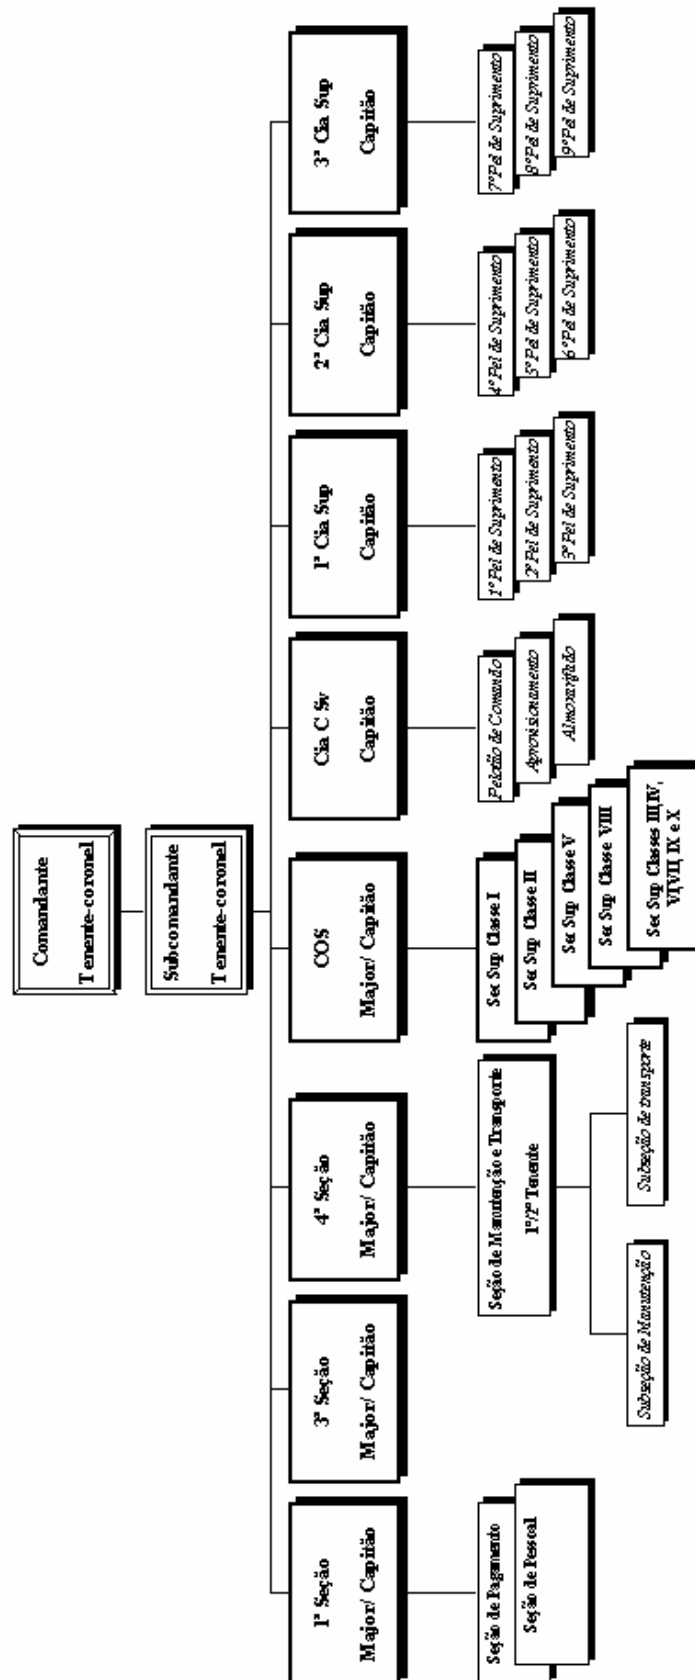 Comandante
Tenente-coronel
Subcomandante
Tenente-coronel
1ª Seção
Major/ Capitão
3ª Seção
Major/ Capitão
4ª Seção
Major/ Capitão
COS
Major/ Capitão
Cia C Sv
Capitão
1ª Cia Sup
Capitão
2ª Cia Sup
Capitão
3ª Cia Sup
Capitão
Seção de Pagamento
Seção de Pessoal
Seção de Manutenção e Transporte
1º/2º Tenente
Subseção de Manutenção
Subseção de transporte
Seç Sup Classe I
Seç Sup Classe II
Seç Sup Classe V
Seç Sup Classe VIII
Seç Sup Classes III,IV,
VI,VII, IX e X
Pelotão de Comando
Aprovisionamento
Almoxarifado
1º Pel de Suprimento
2º Pel de Suprimento
3º Pel de Suprimento
4º Pel de Suprimento
5º Pel de Suprimento
6º Pel de Suprimento
7º Pel de Suprimento
8º Pel de Suprimento
9º Pel de Suprimento